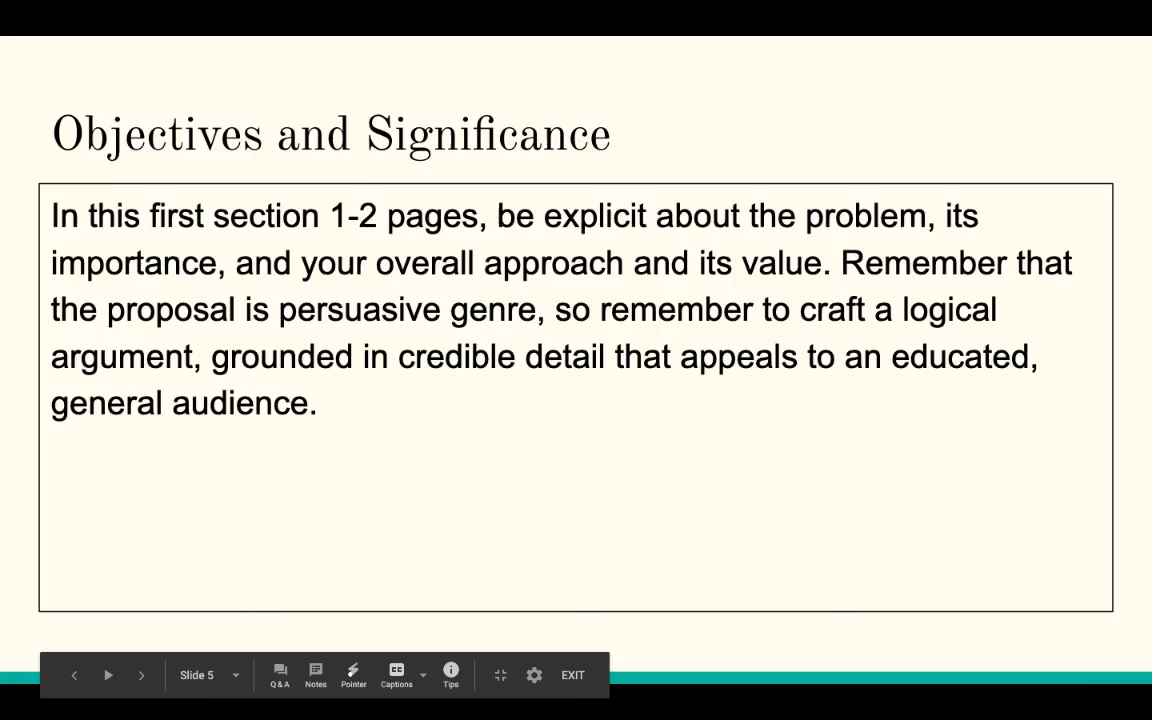 Objectives and Significance
In this first section 1-2 pages, be explicit about the problem, its
importance, and your overall approach and its value. Remember that
the proposal is persuasive genre, so remember to craft a logical
argument, grounded in credible detail that appeals to an educated,
general audience.
Slide 5
Q & A
Notes
Pointer
CC
Captions
Tips
EXIT